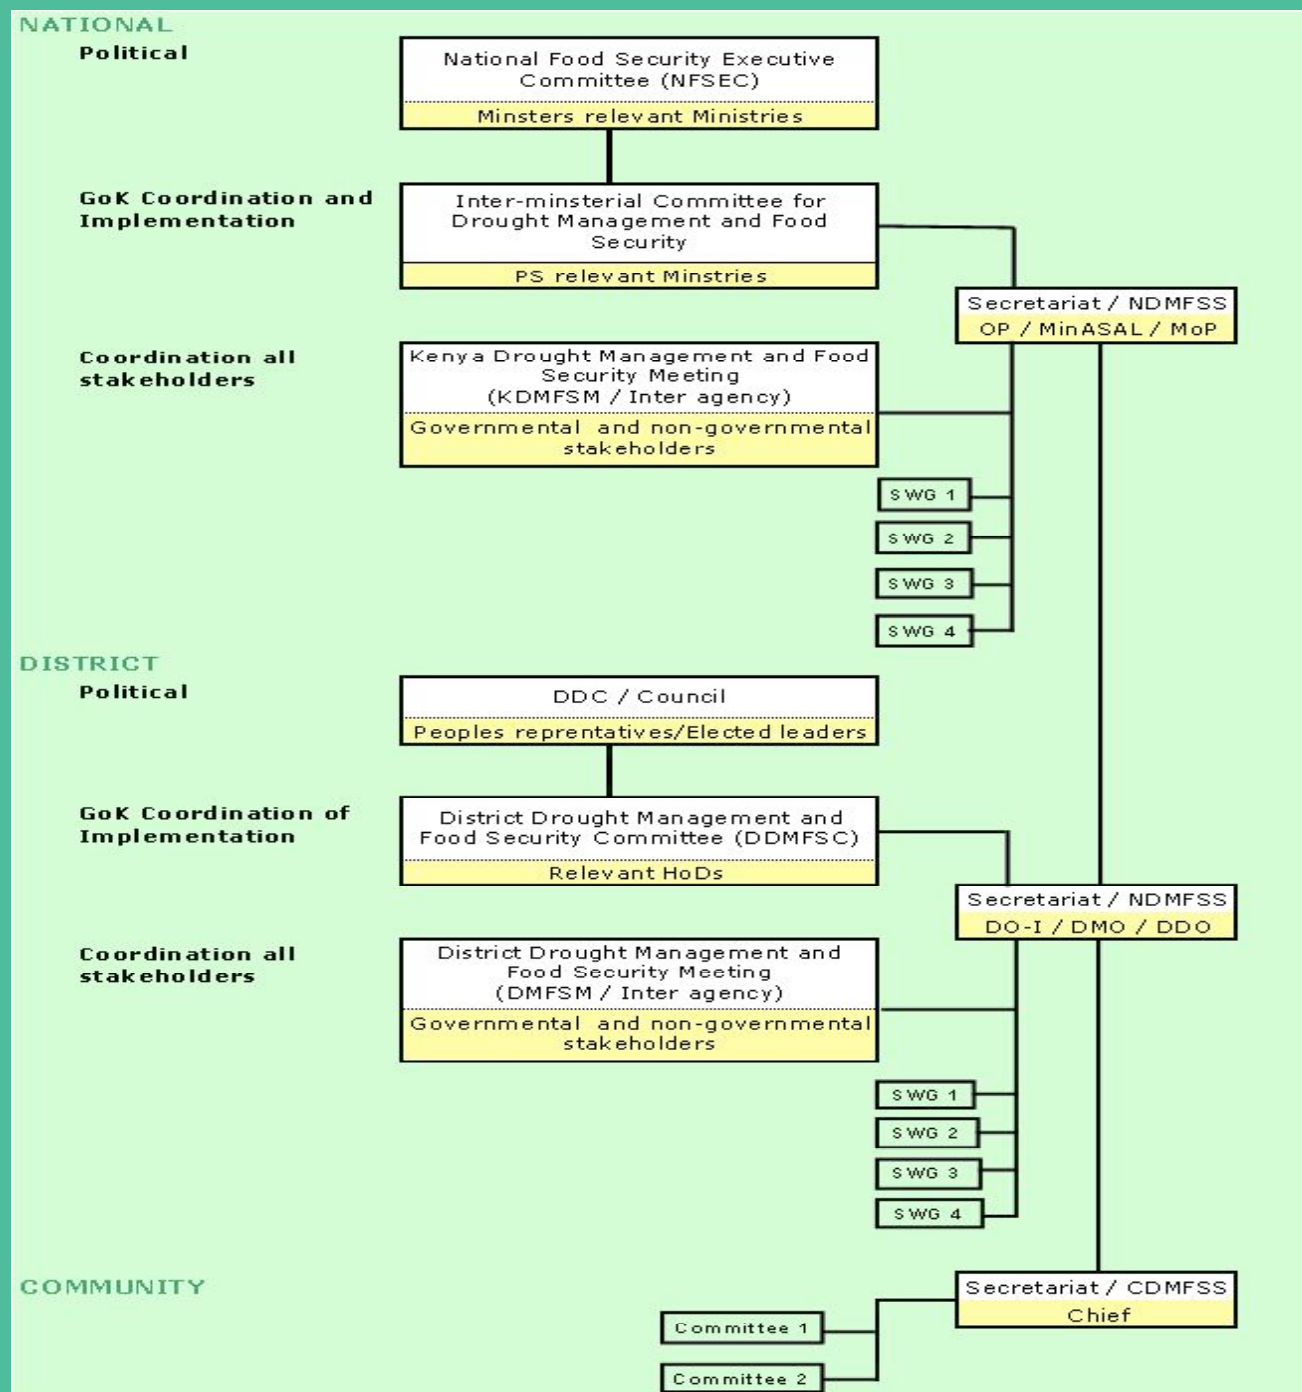 NATIONAL
Political
National Food Security Executive
Committee (NFSEC)
Minsters relevant Ministries
GoK Coordination and
Implementation
Inter-minsterial Committee for
Drought Management and Food
Security
PS relevant Minstries
Secretariat / NDMFSS
OP / MinASAL / MoP
Coordination all
stakeholders
Kenya Drought Management and Food
Security Meeting
(KDMFSM / Inter agency)
Governmental and non-governmental
stakeholders
SWG 1
SWG 2
SWG 3
SWG 4
DISTRICT
Political
DDC / Council
Peoples reprentatives/Elected leaders
GoK Coordination of
Implementation
District Drought Management and
Food Security Committee (DDMFSC)
Relevant HoDs
Secretariat / NDMFSS
DO-I / DMO / DDO
Coordination all
stakeholders
District Drought Management and
Food Security Meeting
(DMFSM / Inter agency)
Governmental and non-governmental
stakeholders
SWG 1
SWG 2
SWG 3
SWG 4
COMMUNITY
Secretariat / CDMFSS
Chief
Committee 1
Committee 2